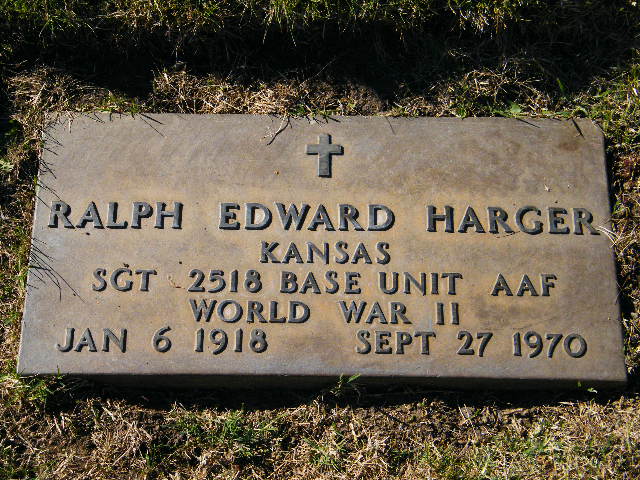 RALPH EDWARD HARGER
KANSAS
SGT 2518 BASE UNIT AAF
WORLD WAR II
JAN 6 1918 SEPT 27 1970